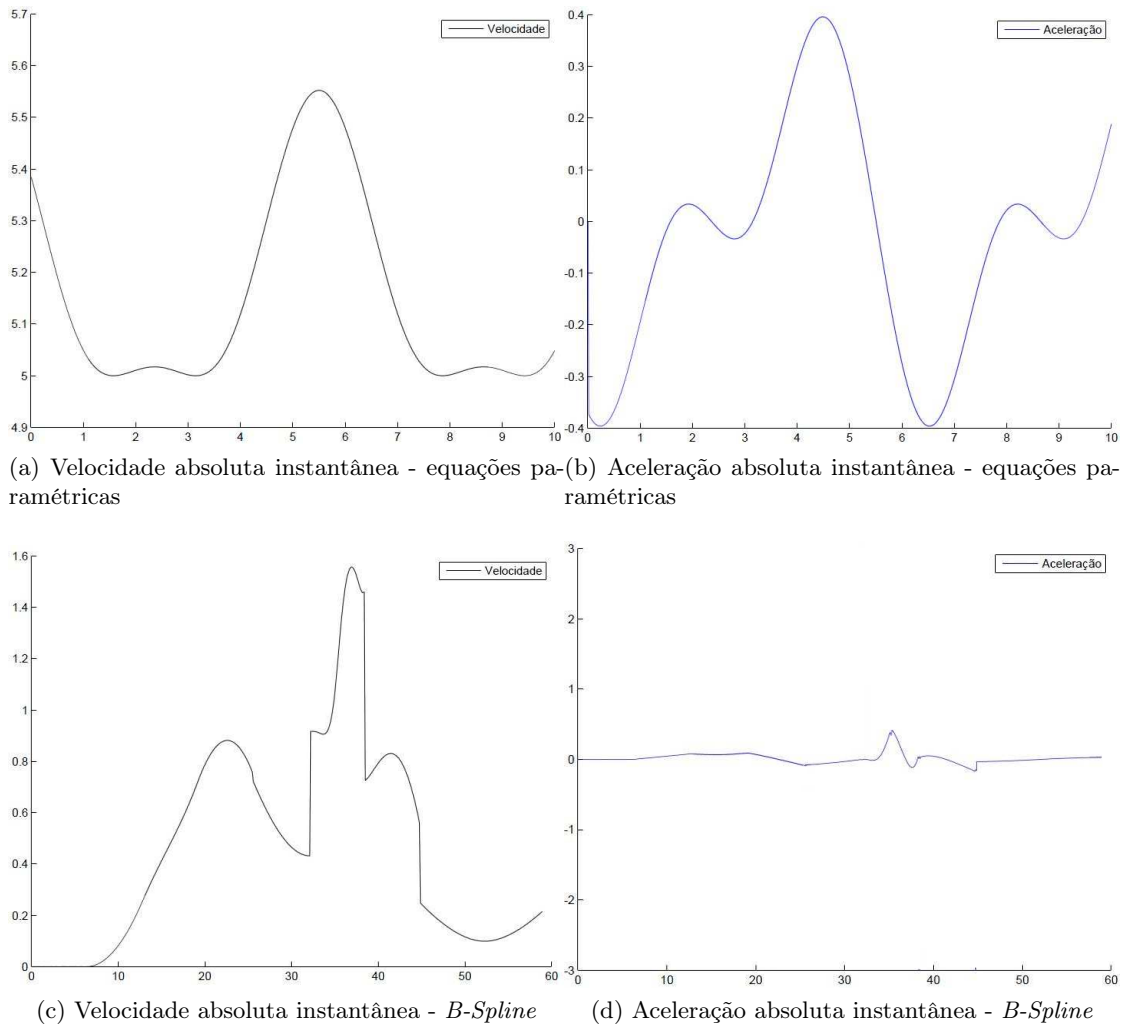 5.7
5.6
5.5
5.4
5.3
5.2
5.1
5
4.9
0 1 2 3 4 5 6 7 8 9 10
Velocidade
0.4
0.3
0.2
0.1
0
-0.1
-0.2
-0.3
-0.4
0 1 2 3 4 5 6 7 8 9 10
Aceleração
(a) Velocidade absoluta instantânea - equações pa-
ramétricas
(b) Aceleração absoluta instantânea - equações pa-
ramétricas
1.6
1.4
1.2
1
0.8
0.6
0.4
0.2
0
0 10 20 30 40 50 60
Velocidade
3
2
1
0
-1
-2
-3
0 10 20 30 40 50 60
Aceleração
(c) Velocidade absoluta instantânea - B-Spline
(d) Aceleração absoluta instantânea - B-Spline